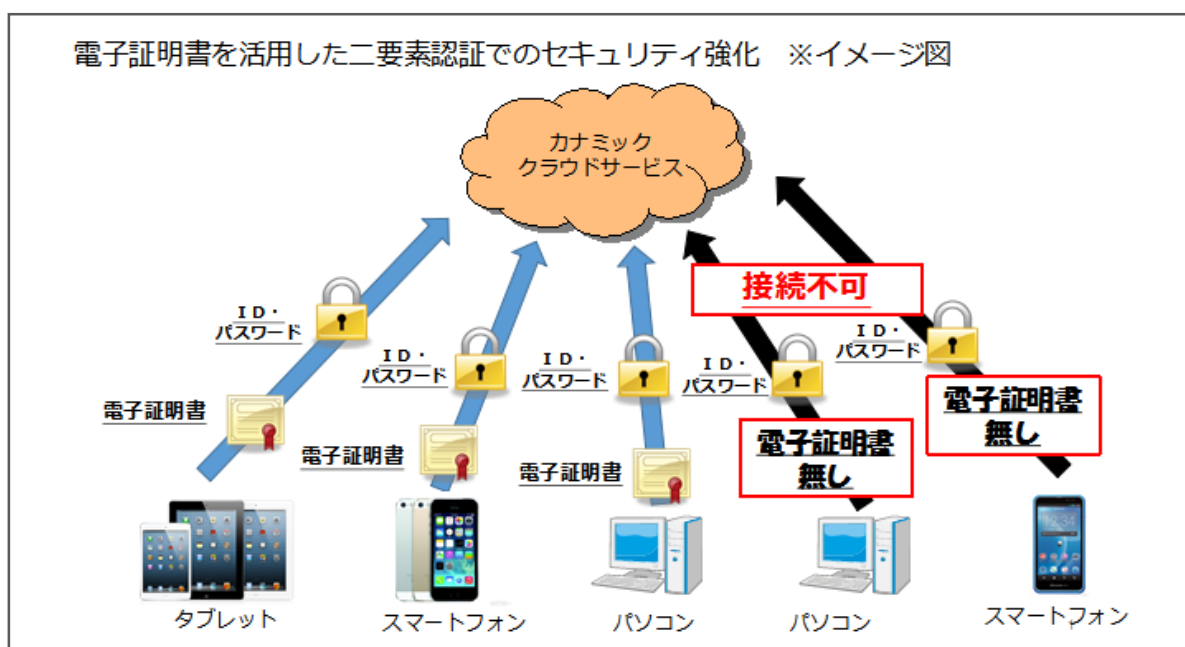 電子証明書を活用した二要素認証でのセキュリティ強化　※イメージ図
カナミック
クラウドサービス
接続不可
ＩＤ・
パスワード
ＩＤ・
パスワード
ＩＤ・
パスワード
ＩＤ・
パスワード
ＩＤ・
パスワード
電子証明書
電子証明書
電子証明書
電子証明書
無し
電子証明書
無し
タブレット
スマートフォン
パソコン
パソコン
スマートフォン